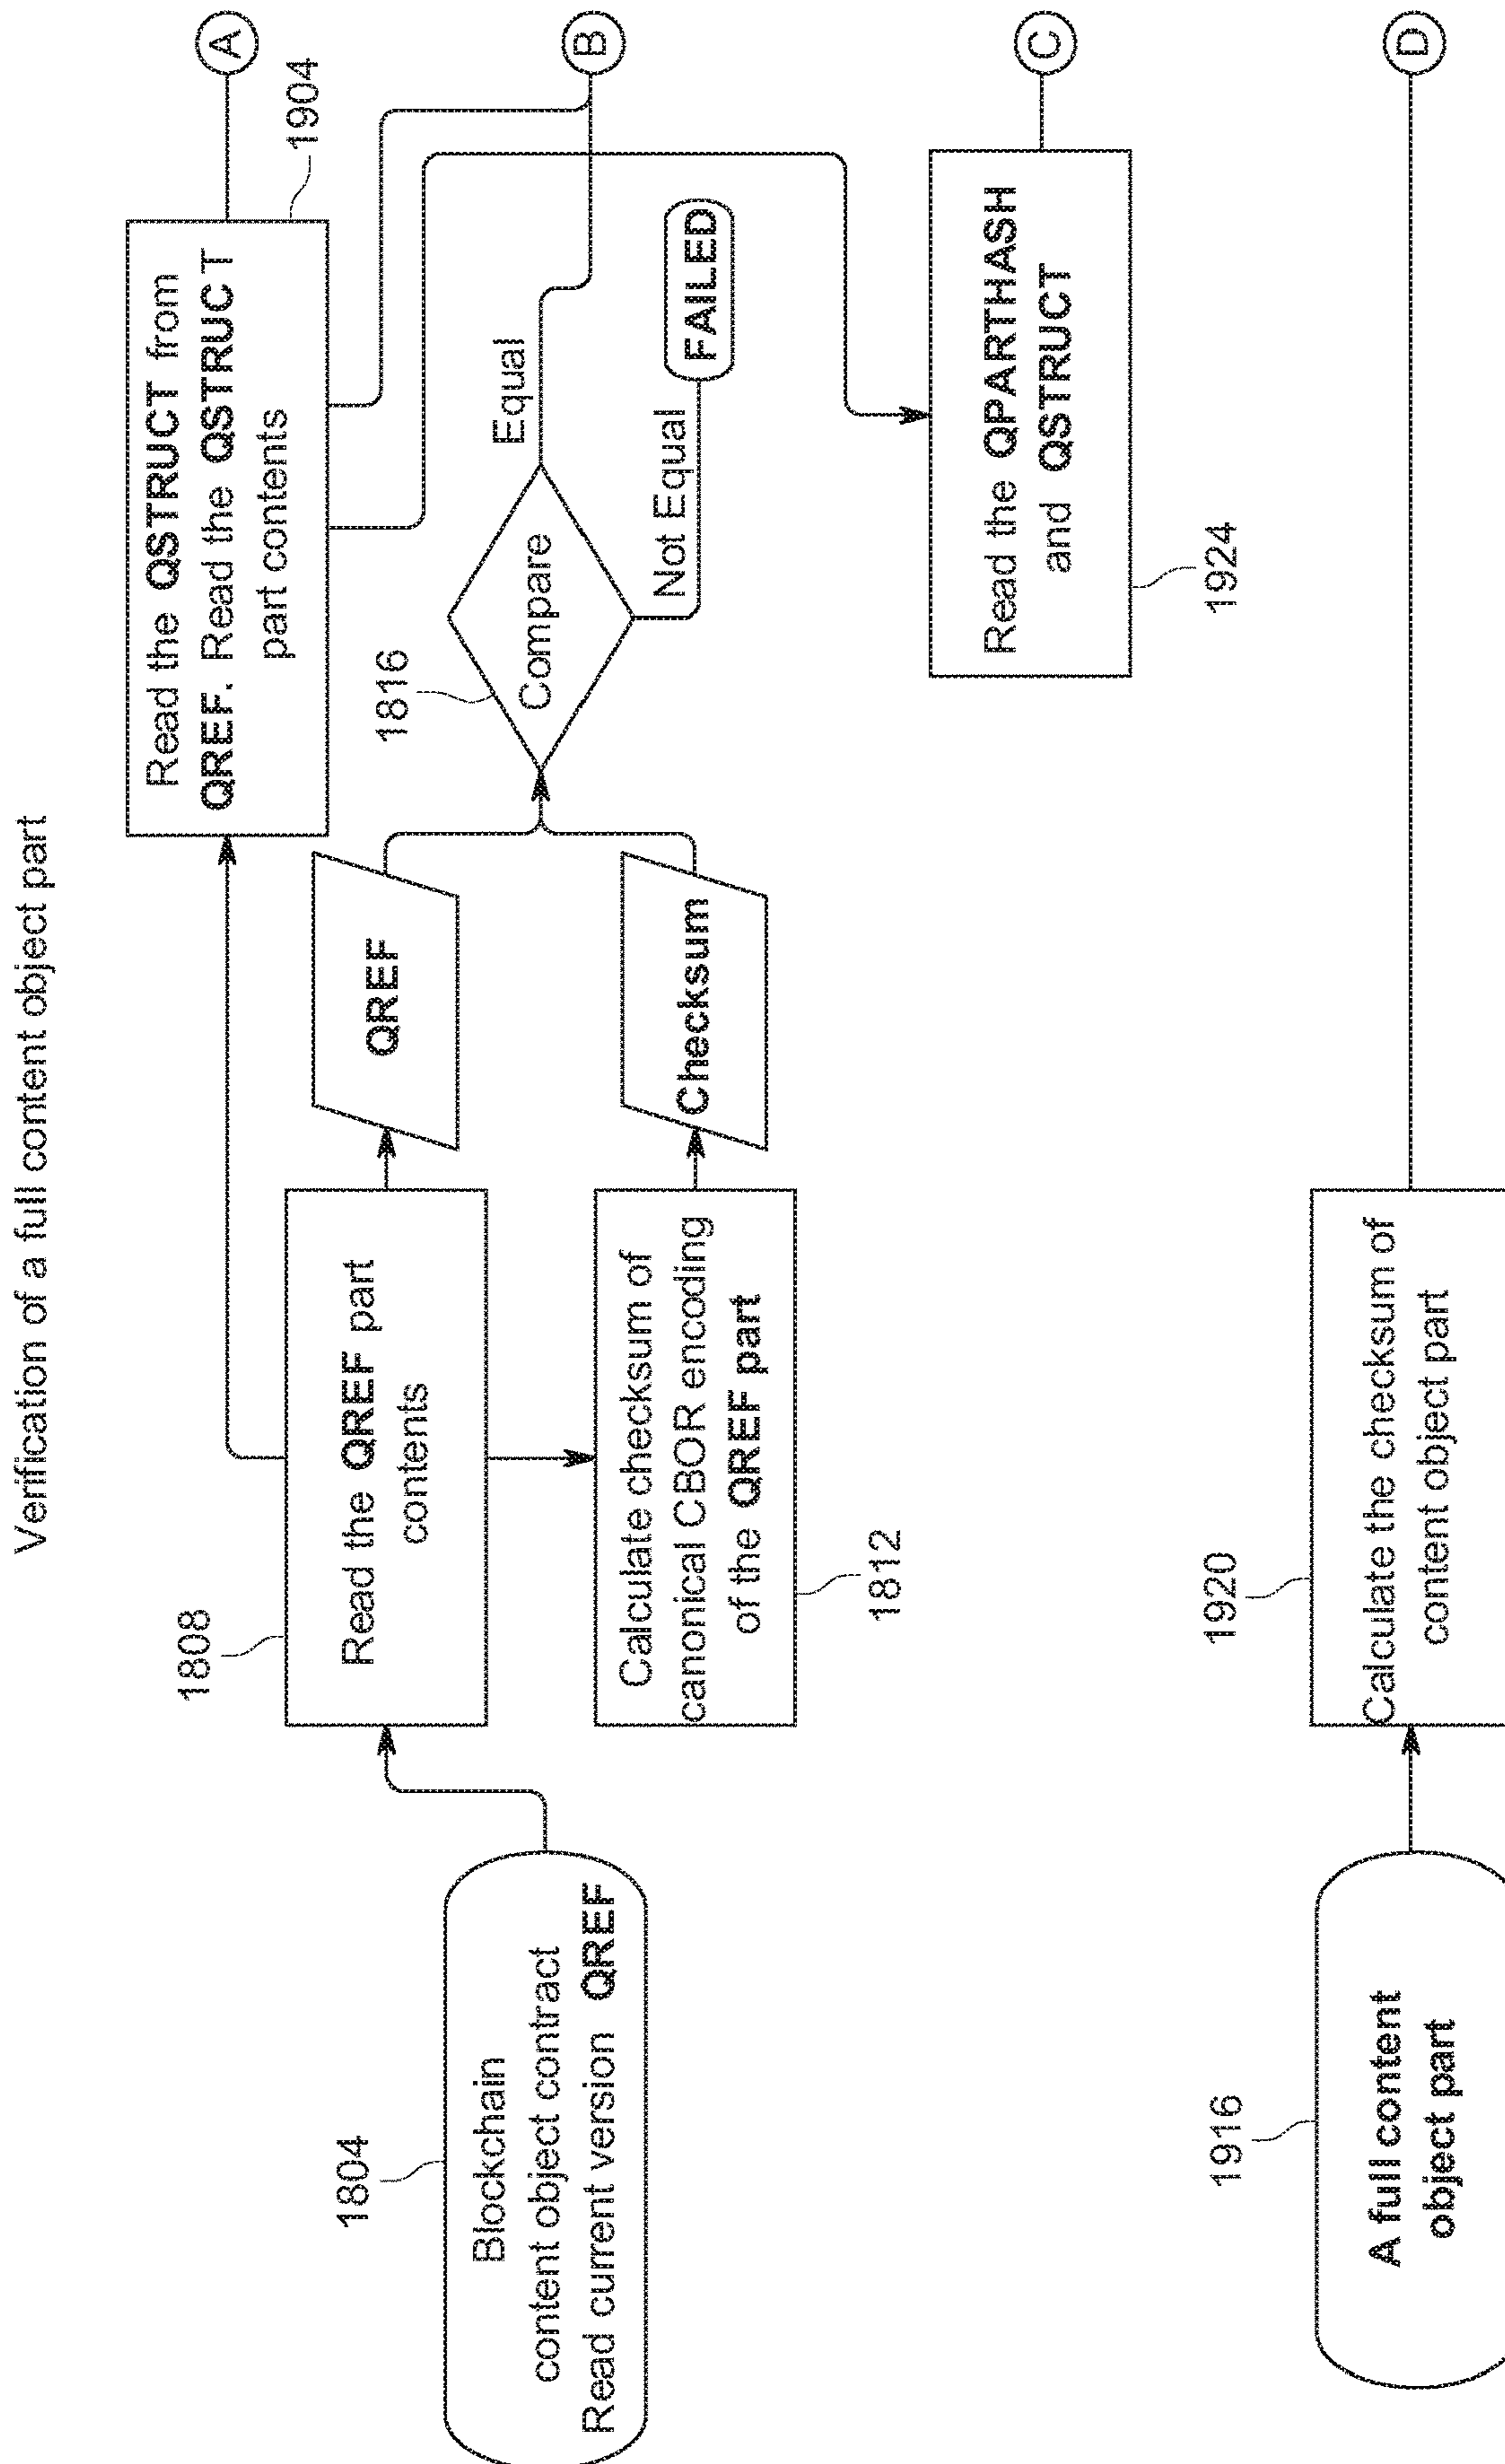 Verification of a full content object part
1804
Blockchain
content object contract
Read current version QREF
1808
Read the QREF part
contents
Calculate checksum of
canonical CBOR encoding
of the QREF part
1812
QREF
Checksum
1816
Compare
Equal
Not Equal
FAILED
Read the QSTRUCT from
QREF. Read the QSTRUCT
part contents
1904
Read the QPARTHASH
and QSTRUCT
1924
1916
A full content
object part
1920
Calculate the checksum of
content object part
A
B
C
D